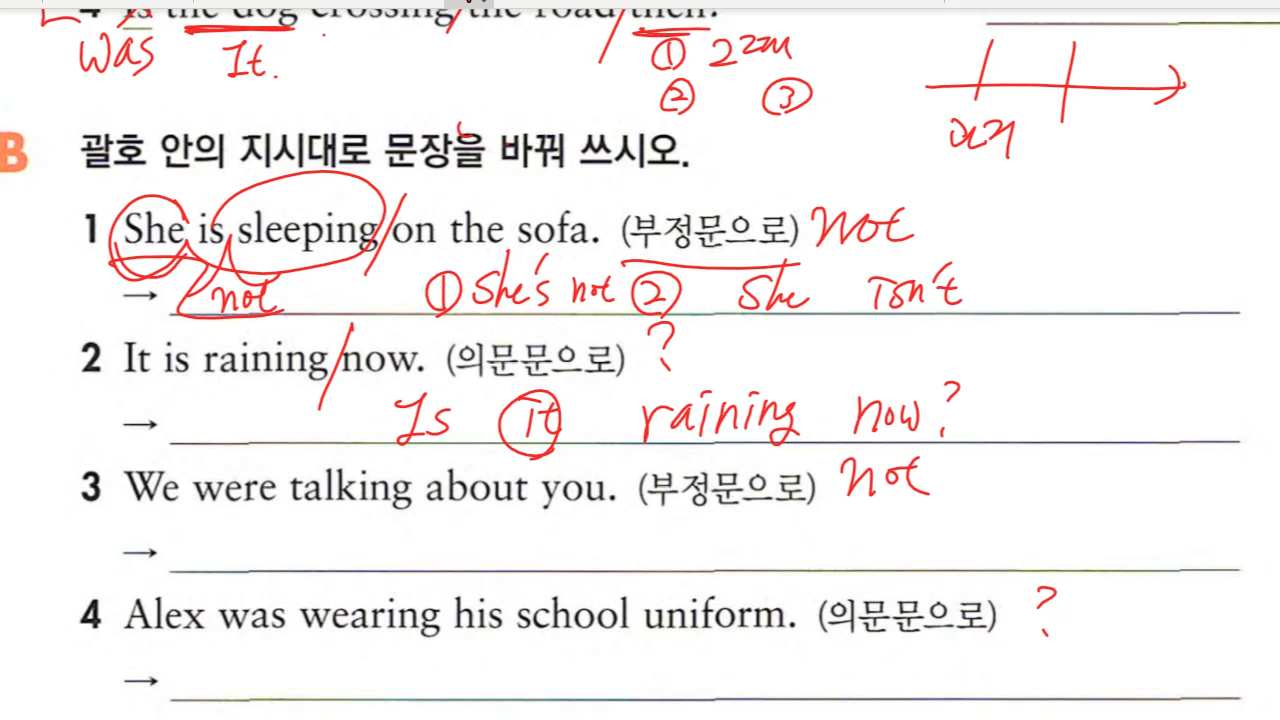 4 Is the dog crossing the road then?
was It. ① 2 ② ③
B 괄호 안의 지시대로 문장을 바꿔 쓰시오.
1 She is sleeping on the sofa. (부정문으로) not
→ not ① She's not ② She isn't
2 It is raining now. (의문문으로) ?
→ Is it raining now?
3 We were talking about you. (부정문으로) not
→
4 Alex was wearing his school uniform. (의문문으로) ?
→